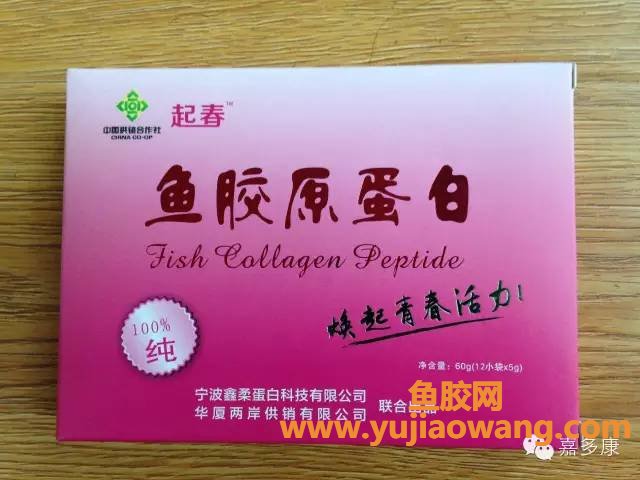 中国供销合作社
CHINA CO-OP
起春™
鱼胶原蛋白
Fish Collagen Peptide
焕起青春活力!
100%
纯
净含量：60g(12小袋x5g)
宁波鑫柔蛋白科技有限公司
华厦两岸供销有限公司
联合出品
鱼胶网
www.yujiaowang.com
嘉多康